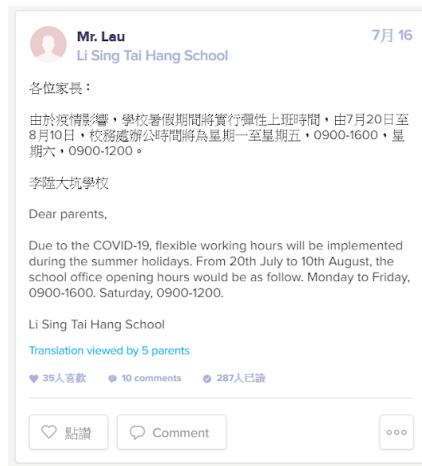 Mr. Lau
7月 16
Li Sing Tai Hang School
各位家長：
由於疫情影響，學校暑假期間將實行彈性上班時間，由7月20日至
8月10日，校務處辦公時間將為星期一至星期五，0900-1600，星
期六，0900-1200。
李陞大坑學校
Dear parents,
Due to the COVID-19, flexible working hours will be implemented
during the summer holidays. From 20th July to 10th August, the
school office opening hours would be as follow. Monday to Friday,
0900-1600. Saturday, 0900-1200.
Li Sing Tai Hang School
Translation viewed by 5 parents
35人喜歡 10 comments 287人已讀
點讚 Comment